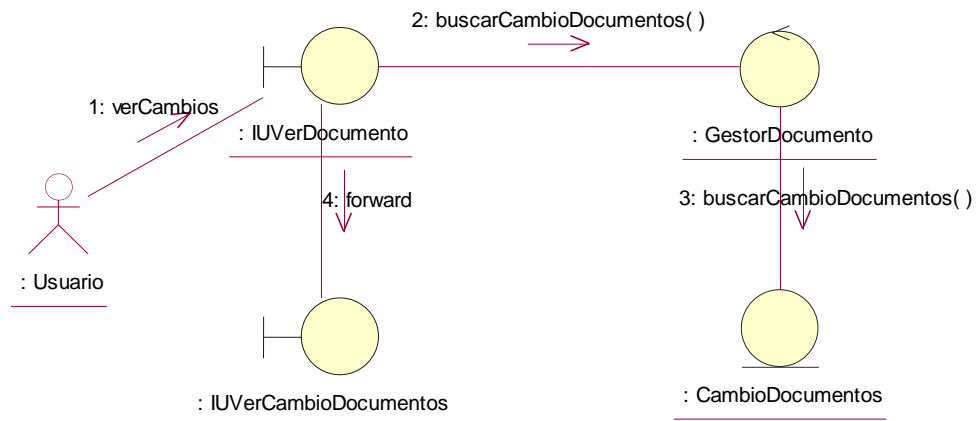 2: buscarCambioDocumentos( )
1: verCambios
: IUVerDocumento
: GestorDocumento
4: forward
3: buscarCambioDocumentos( )
: Usuario
: IUVerCambioDocumentos
: CambioDocumentos